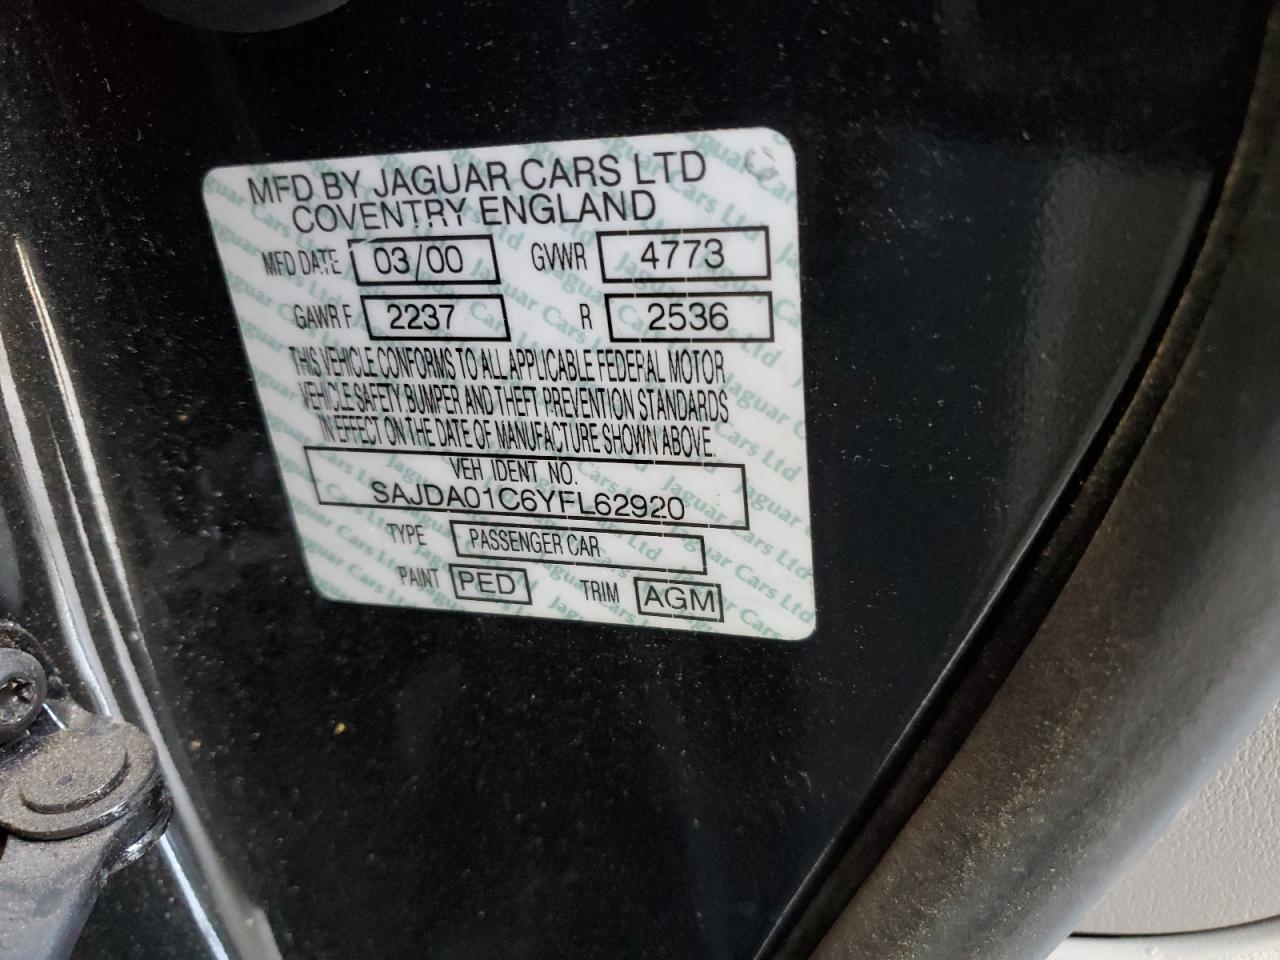 MFD BY JAGUAR CARS LTD
COVENTRY ENGLAND
MFD DATE 03/00 GVWR 4773
GAWR F 2237 R 2536
THIS VEHICLE CONFORMS TO ALL APPLICABLE FEDERAL MOTOR
VEHICLE SAFETY BUMPER AND THEFT PREVENTION STANDARDS
IN EFFECT ON THE DATE OF MANUFACTURE SHOWN ABOVE.
VEH IDENT NO.
SAJDA01C6YFL62920
TYPE PASSENGER CAR
PAINT PED TRIM AGM